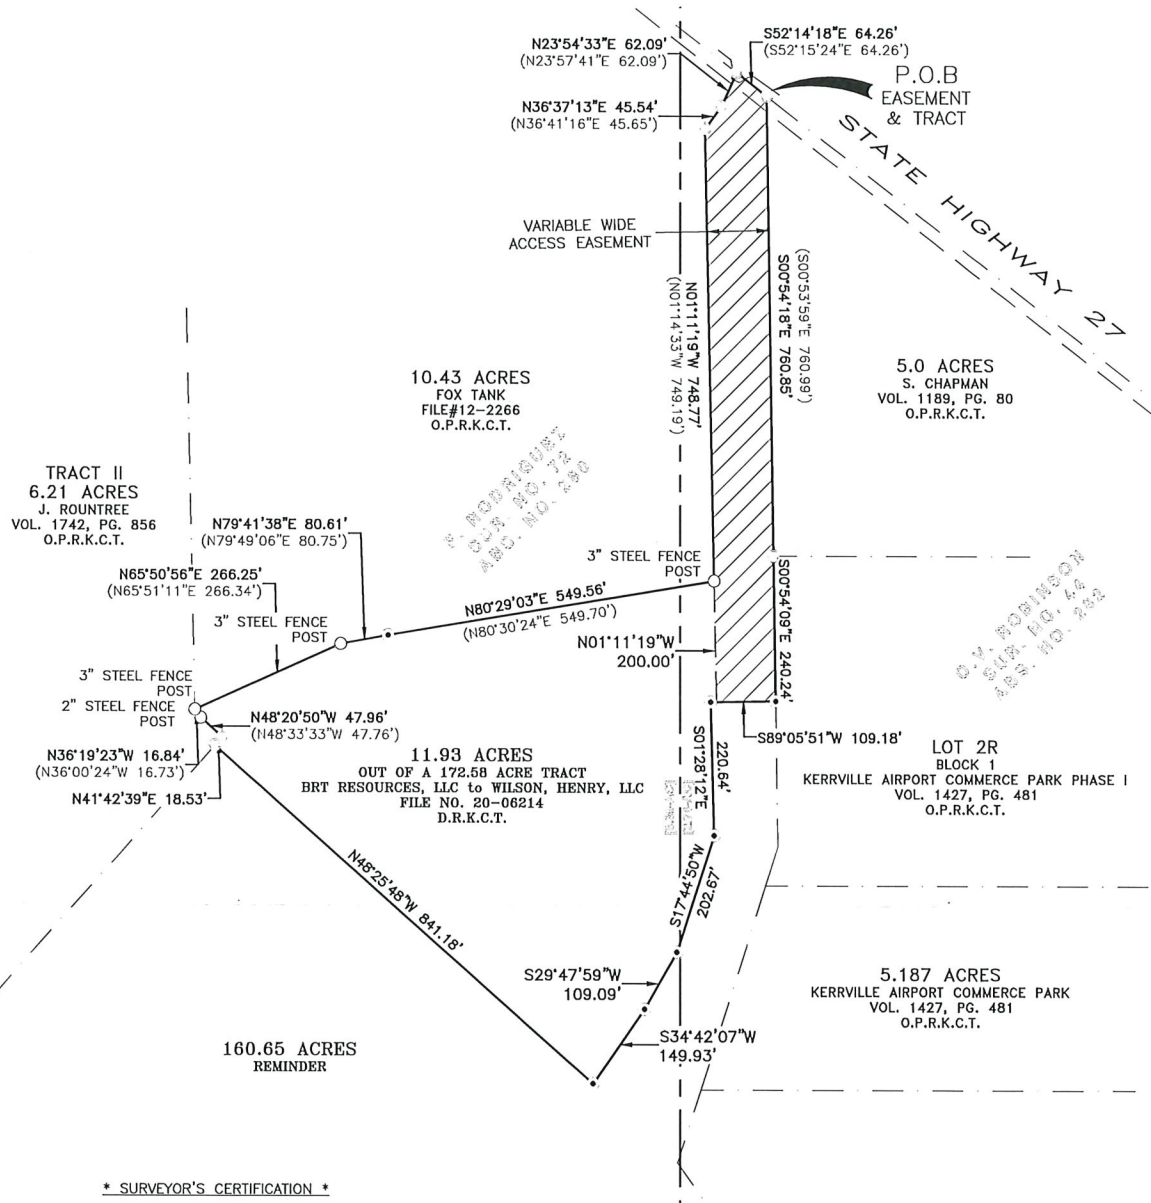 N23°54'33"E 62.09'
(N23°57'41"E 62.09')
S52°14'18"E 64.26'
(S52°15'24"E 64.26')
P.O.B
EASEMENT
& TRACT
N36°37'13"E 45.54'
(N36°41'16"E 45.65')
STATE HIGHWAY 27
VARIABLE WIDE
ACCESS EASEMENT
N01°11'19"W 748.77'
(N01°14'33"W 749.19')
(S00°53'59"E 760.99')
S00°54'18"E 760.85'
5.0 ACRES
S. CHAPMAN
VOL. 1189, PG. 80
O.P.R.K.C.T.
10.43 ACRES
FOX TANK
FILE#12-2266
O.P.R.K.C.T.
F. RODRIGUEZ
SUR. NO. 72
ABS. NO. 280
TRACT II
6.21 ACRES
J. ROUNTREE
VOL. 1742, PG. 856
O.P.R.K.C.T.
N79°41'38"E 80.61'
(N79°49'06"E 80.75')
N65°50'56"E 266.25'
(N65°51'11"E 266.34')
3" STEEL FENCE
POST
3" STEEL FENCE
POST
N80°29'03"E 549.56'
(N80°30'24"E 549.70')
N01°11'19"W
200.00'
S00°54'09"E 240.24'
SUR. NO. 44
3" STEEL FENCE
POST
2" STEEL FENCE
POST
N48°20'50"W 47.96'
(N48°33'33"W 47.76')
N36°19'23"W 16.84'
(N36°00'24"W 16.73')
N41°42'39"E 18.53'
11.93 ACRES
OUT OF A 172.58 ACRE TRACT
BRT RESOURCES, LLC to WILSON, HENRY, LLC
FILE NO. 20-06214
D.R.K.C.T.
S89°05'51"W 109.18'
220.64'
S01°28'12"E
LOT 2R
BLOCK 1
KERRVILLE AIRPORT COMMERCE PARK PHASE I
VOL. 1427, PG. 481
O.P.R.K.C.T.
N48°25'48"W 841.18'
S17°44'50"W
202.67'
S29°47'59"W
109.09'
S34°42'07"W
149.93'
5.187 ACRES
KERRVILLE AIRPORT COMMERCE PARK
VOL. 1427, PG. 481
O.P.R.K.C.T.
160.65 ACRES
REMINDER
* SURVEYOR'S CERTIFICATION *